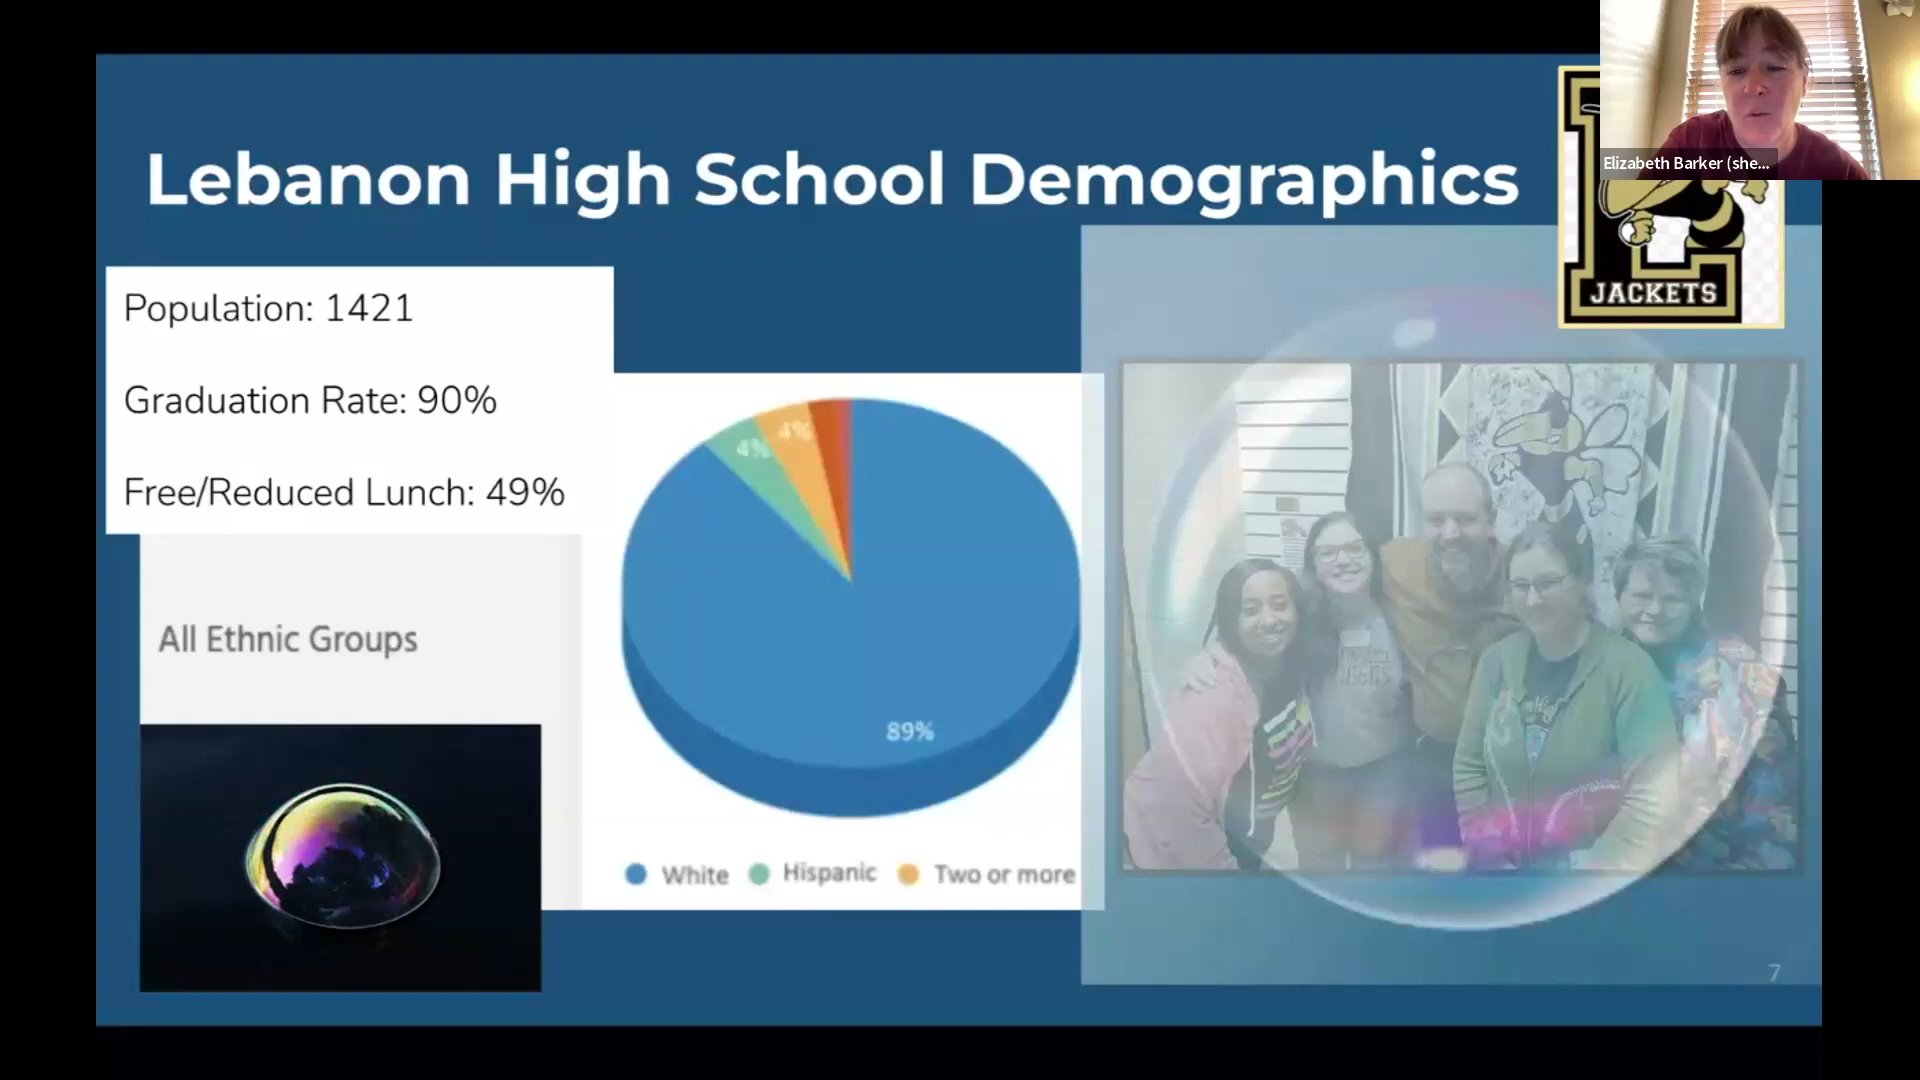 Lebanon High School Demographics
Elizabeth Barker (she...
JACKETS
Population: 1421
Graduation Rate: 90%
Free/Reduced Lunch: 49%
All Ethnic Groups
4%
4%
89%
White
Hispanic
Two or more
7